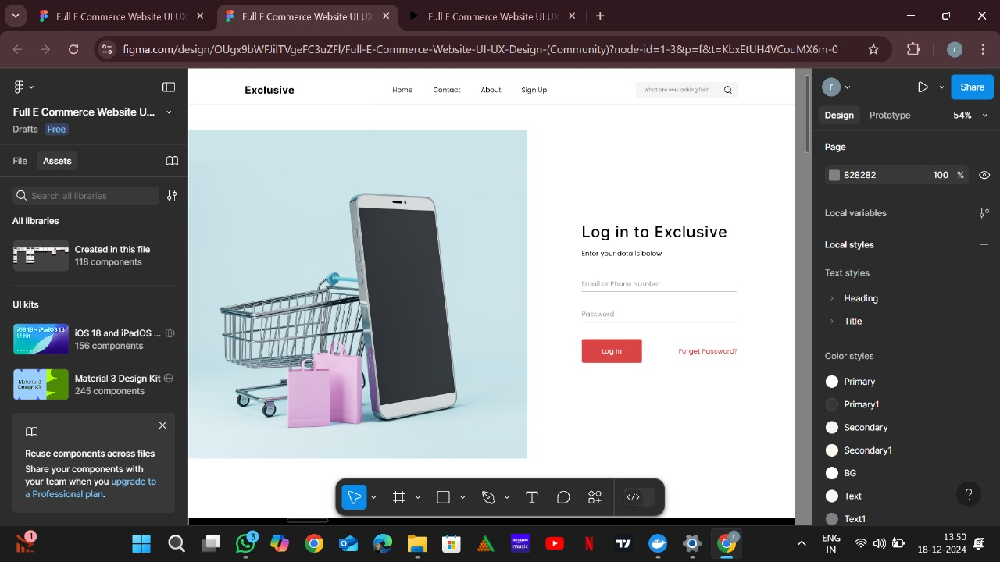 Full E Commerce Website UI UX
Full E Commerce Website UI UX
Full E Commerce Website UI UX
figma.com/design/OUgx9bWFJilTVgeFC3uZFl/Full-E-Commerce-Website-UI-UX-Design-(Community)?node-id=1-3&p=f&t=KbxEtUH4VCouMX6m-0
r
Full E Commerce Website U...
Drafts Free
File Assets
Search all libraries
All libraries
Created in this file
118 components
UI kits
iOS 18 + iPadOS 18
UI Kit
iOS 18 and iPadOS ...
156 components
Material 3
Design Kit
Material 3 Design Kit
245 components
Reuse components across files
Share your components with
your team when you upgrade to
a Professional plan.
Exclusive Home Contact About Sign Up What are you looking for?
Log in to Exclusive
Enter your details below
Email or Phone Number
Password
Log In Forget Password?
r Share
Design Prototype 54%
Page
828282 100 %
Local variables
Local styles
Text styles
Heading
Title
Color styles
Primary
Primary1
Secondary
Secondary1
BG
Text
Text1
?
1
3
amazon
music
N
r
ENG
IN
13:50
18-12-2024